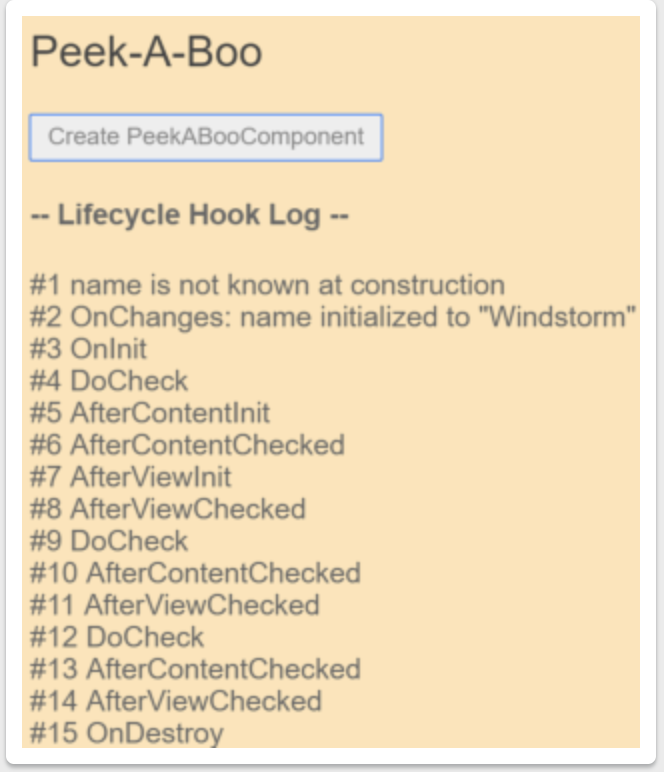 Peek-A-Boo
Create PeekABooComponent
-- Lifecycle Hook Log --
#1 name is not known at construction
#2 OnChanges: name initialized to "Windstorm"
#3 OnInit
#4 DoCheck
#5 AfterContentInit
#6 AfterContentChecked
#7 AfterViewInit
#8 AfterViewChecked
#9 DoCheck
#10 AfterContentChecked
#11 AfterViewChecked
#12 DoCheck
#13 AfterContentChecked
#14 AfterViewChecked
#15 OnDestroy